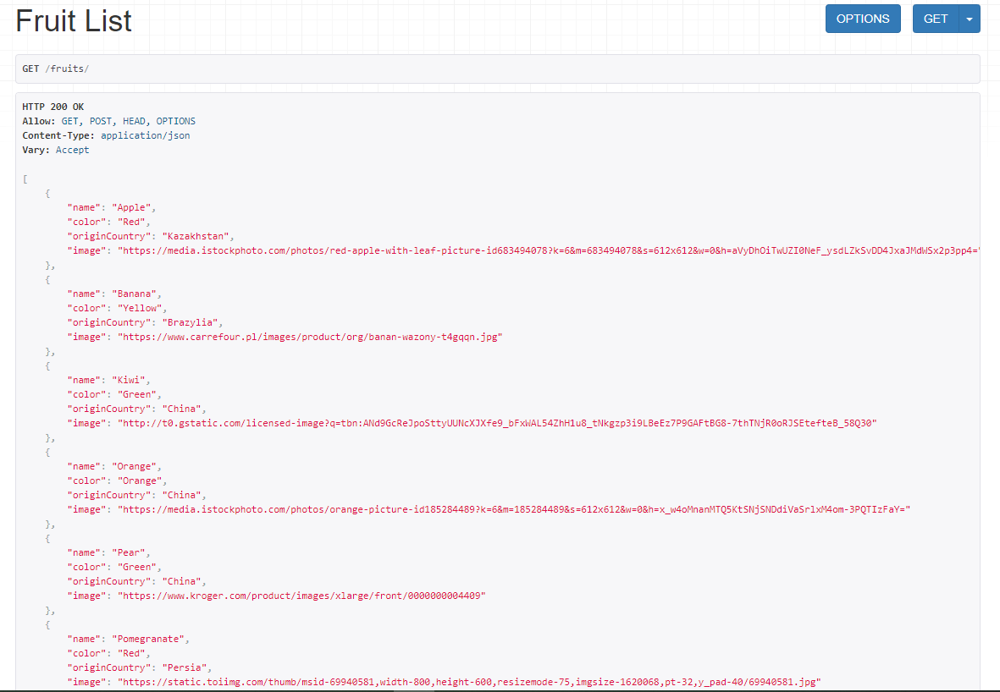 Fruit List
OPTIONS
GET
GET /fruits/
HTTP 200 OK
Allow: GET, POST, HEAD, OPTIONS
Content-Type: application/json
Vary: Accept
[
{
"name": "Apple",
"color": "Red",
"originCountry": "Kazakhstan",
"image": "https://media.istockphoto.com/photos/red-apple-with-leaf-picture-id683494078?k=6&m=683494078&s=612x612&w=0&h=aVyDhOiTwUZI0NeF_ysdLZkSvDD4JxaJMdWSx2p3pp4="
},
{
"name": "Banana",
"color": "Yellow",
"originCountry": "Brazylia",
"image": "https://www.carrefour.pl/images/product/org/banan-wazony-t4gqqn.jpg"
},
{
"name": "Kiwi",
"color": "Green",
"originCountry": "China",
"image": "http://t0.gstatic.com/licensed-image?q=tbn:ANd9GcReJpoSttyUUNcXJXfe9_bFxWAL54ZhH1u8_tNkgzp3i9LBeEz7P9GAFtBG8-7thTNjR0oRJSEtefteB_58Q30"
},
{
"name": "Orange",
"color": "Orange",
"originCountry": "China",
"image": "https://media.istockphoto.com/photos/orange-picture-id185284489?k=6&m=185284489&s=612x612&w=0&h=x_w4oMnanMTQ5KtSNjSNDdiVaSrlxM4om-3PQTIzFaY="
},
{
"name": "Pear",
"color": "Green",
"originCountry": "China",
"image": "https://www.kroger.com/product/images/xlarge/front/0000000004409"
},
{
"name": "Pomegranate",
"color": "Red",
"originCountry": "Persia",
"image": "https://static.toiimg.com/thumb/msid-69940581,width-800,height-600,resizemode-75,imgsize-1620068,pt-32,y_pad-40/69940581.jpg"